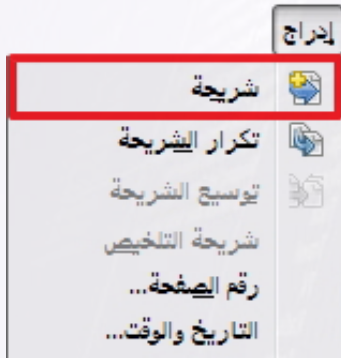 إدراج
شريحة
تكرار الشريحة
توسيع الشريحة
شريحة التلخيص
رقم الصفحة...
التاريخ والوقت...